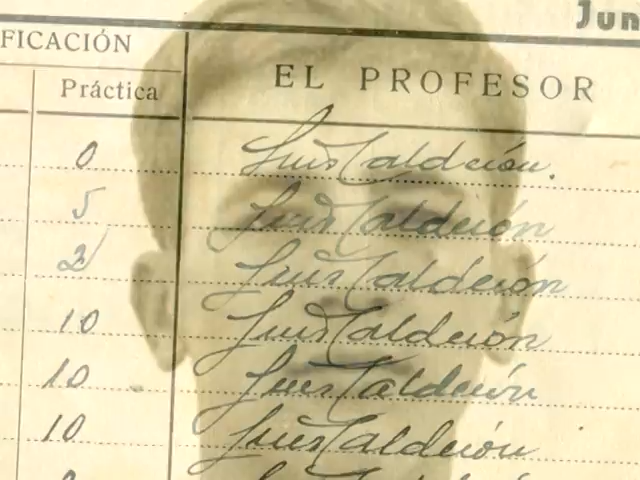 Jun
FICACIÓN
Práctica
EL PROFESOR
0 Luis Calderón.
5 Luis Calderón
2 Luis Calderón
10 Luis Calderón
10 Luis Calderón
10 Luis Calderón